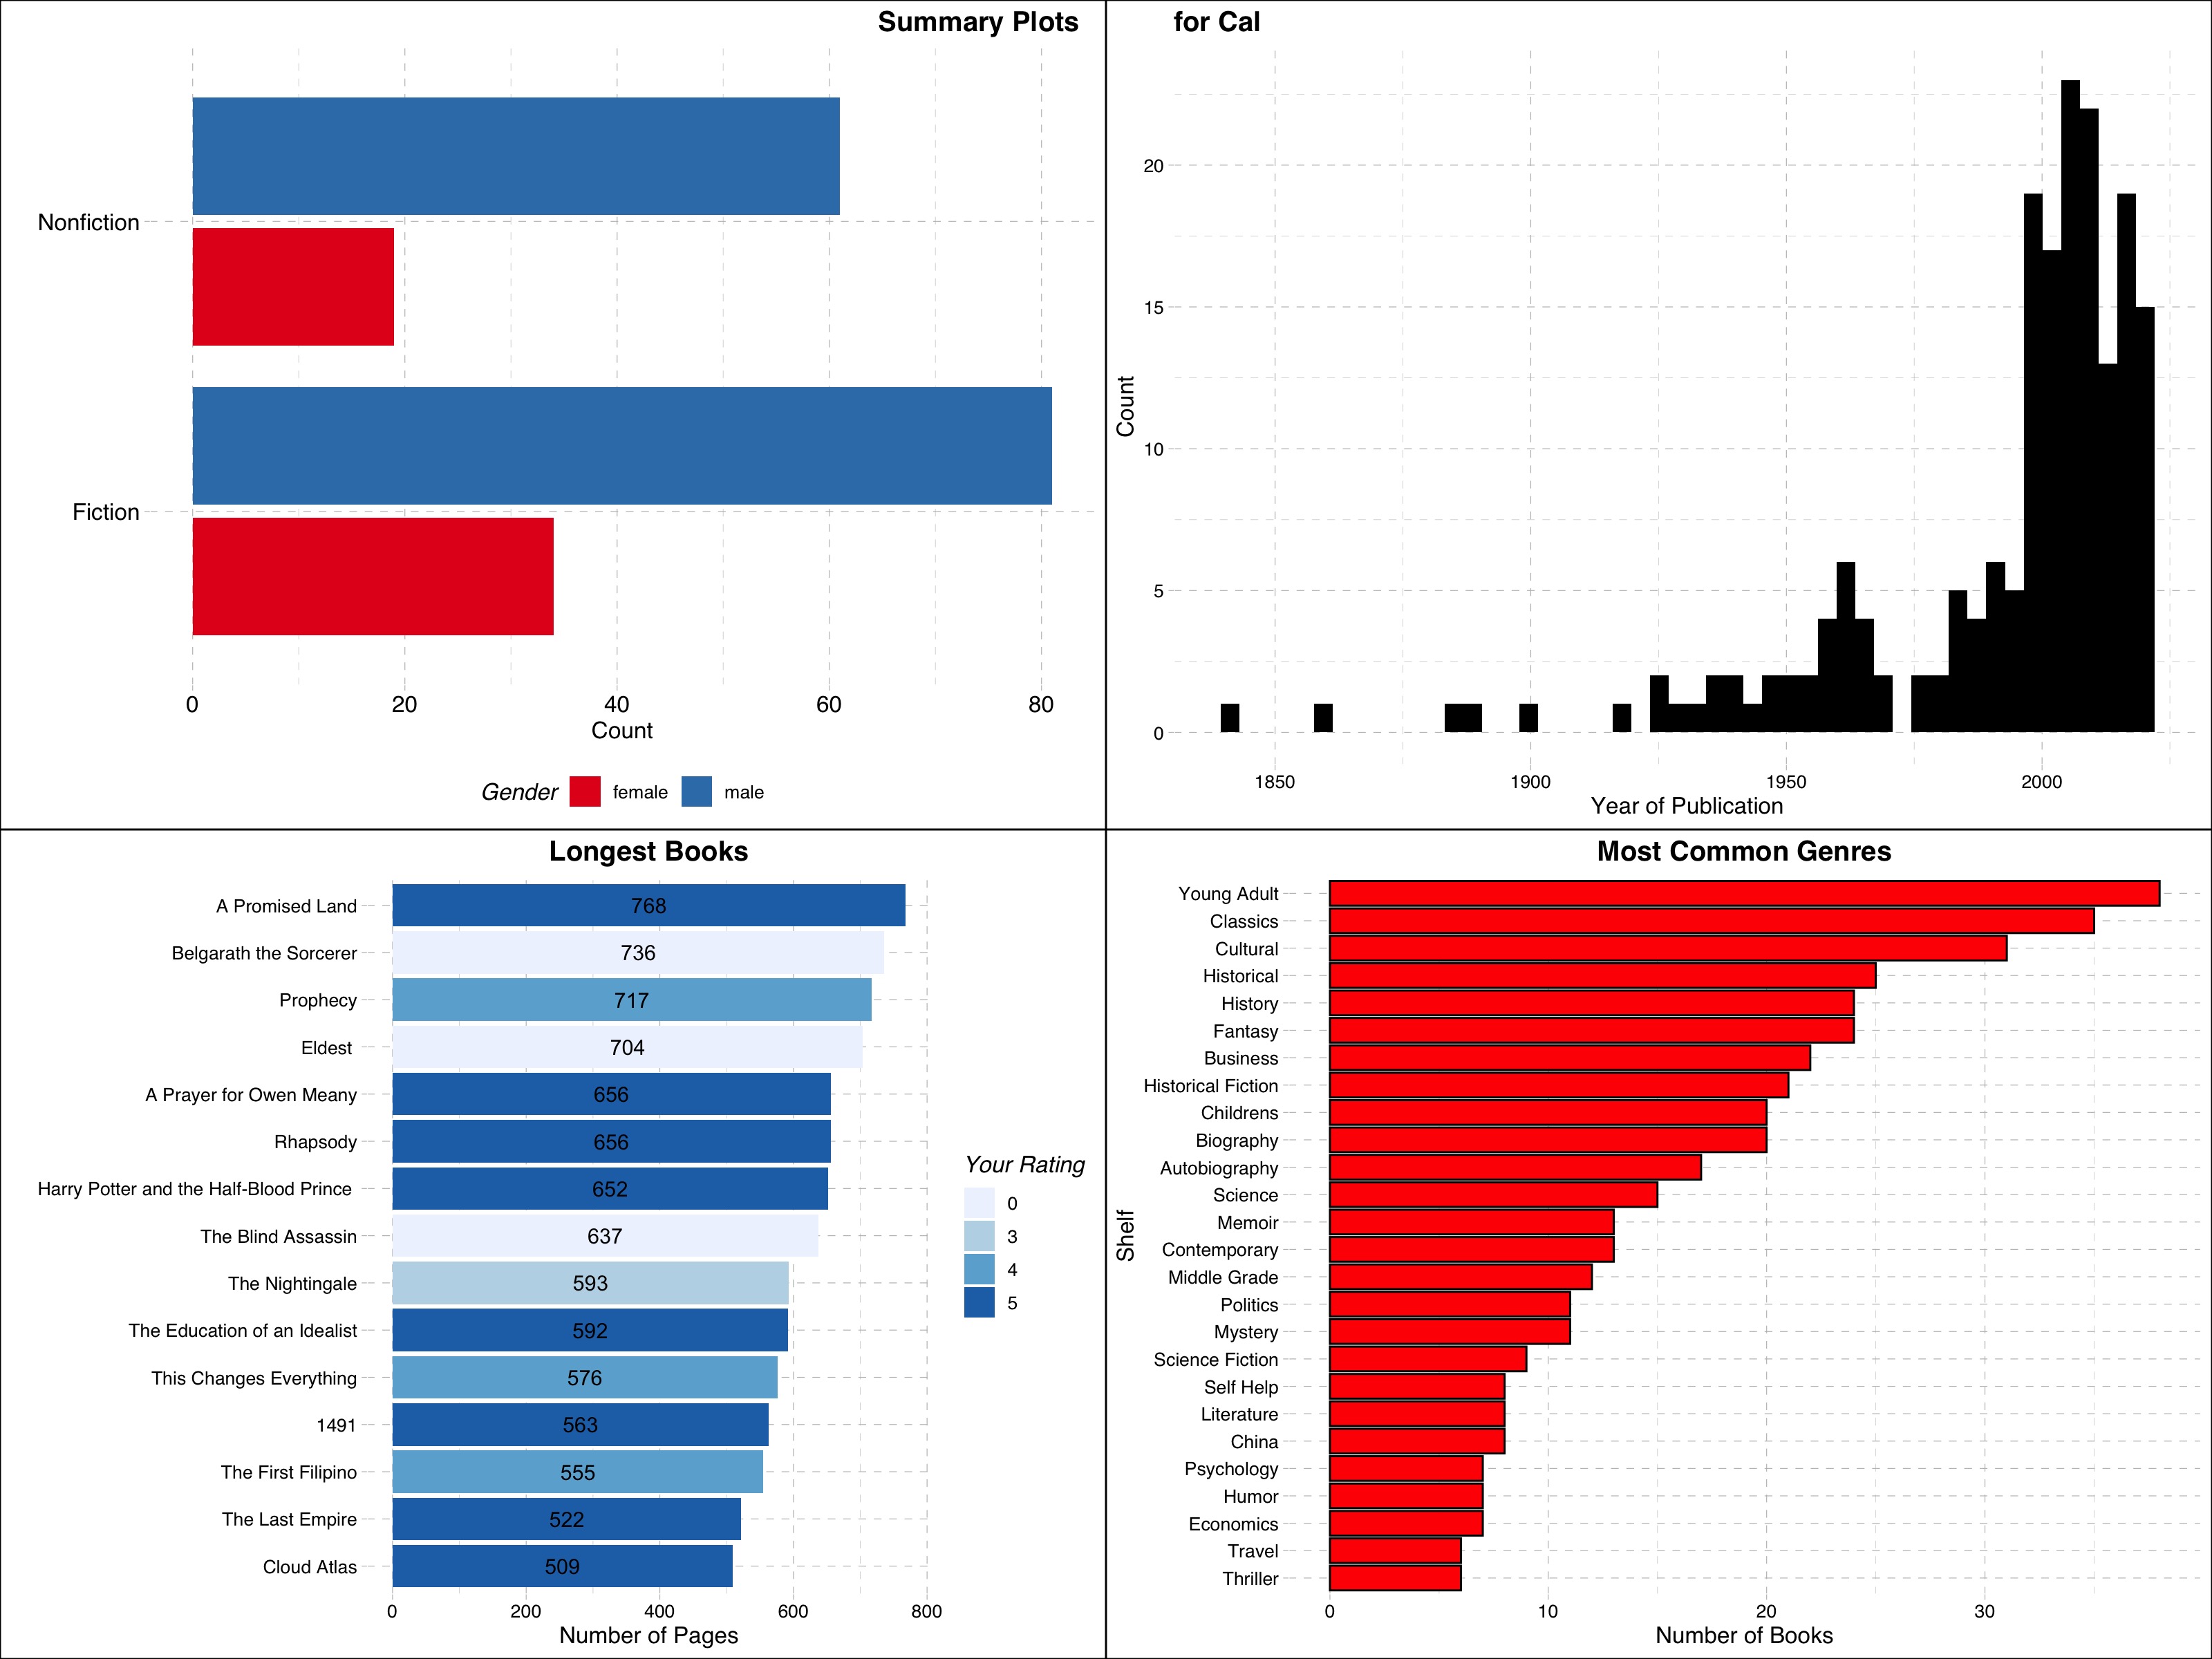 Summary Plots
Nonfiction
Fiction
0 20 40 60 80
Count
Gender female male
for Cal
Count
20
15
10
5
0
1850 1900 1950 2000
Year of Publication
Longest Books
A Promised Land 768
Belgarath the Sorcerer 736
Prophecy 717
Eldest 704
A Prayer for Owen Meany 656
Rhapsody 656
Harry Potter and the Half-Blood Prince 652
The Blind Assassin 637
The Nightingale 593
The Education of an Idealist 592
This Changes Everything 576
1491 563
The First Filipino 555
The Last Empire 522
Cloud Atlas 509
0 200 400 600 800
Number of Pages
Your Rating
0
3
4
5
Most Common Genres
Shelf
Young Adult
Classics
Cultural
Historical
History
Fantasy
Business
Historical Fiction
Childrens
Biography
Autobiography
Science
Memoir
Contemporary
Middle Grade
Politics
Mystery
Science Fiction
Self Help
Literature
China
Psychology
Humor
Economics
Travel
Thriller
0 10 20 30
Number of Books